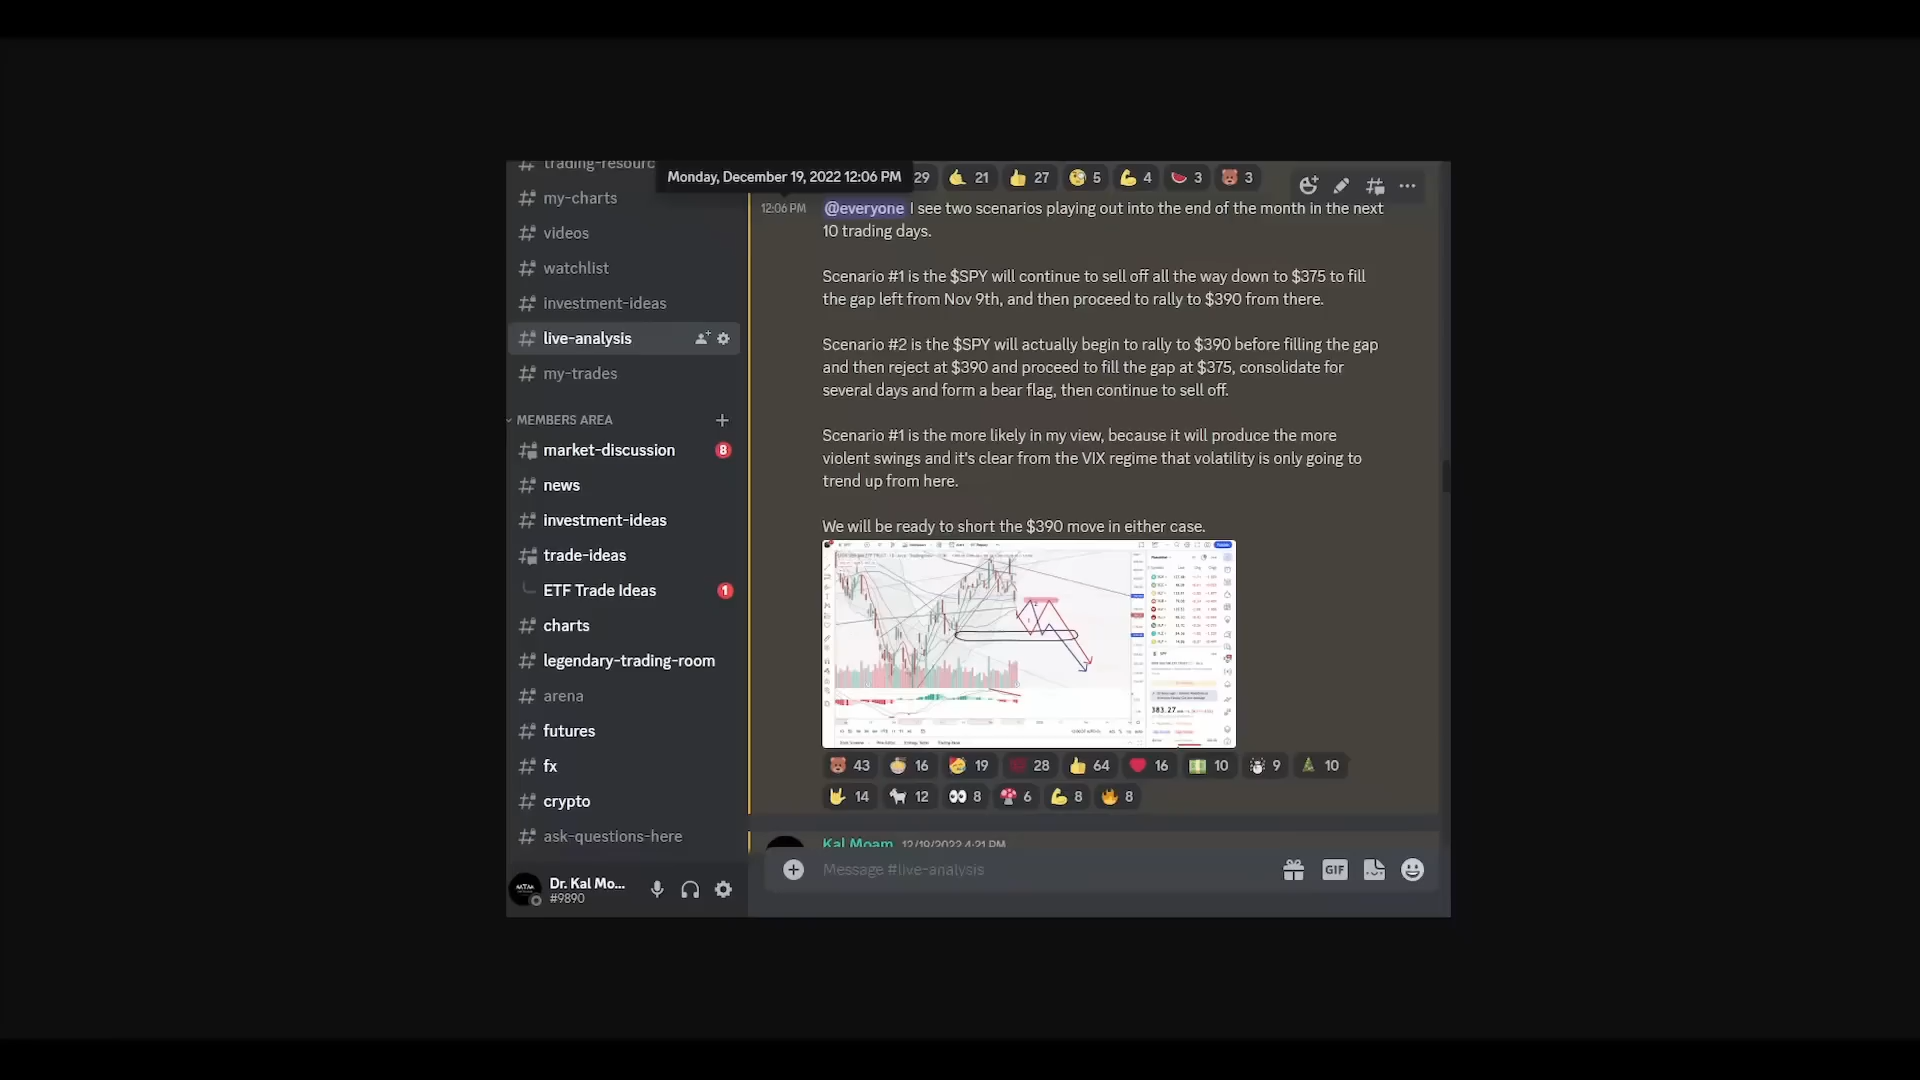 trading-resourc
my-charts
videos
watchlist
investment-ideas
live-analysis
my-trades
MEMBERS AREA
market-discussion 8
news
investment-ideas
trade-ideas
ETF Trade Ideas 1
charts
legendary-trading-room
arena
futures
fx
crypto
ask-questions-here
Dr. Kal Mo...
#9890
Monday, December 19, 2022 12:06 PM
29 21 27 5 4 3 3
12:06 PM @everyone I see two scenarios playing out into the end of the month in the next
10 trading days.
Scenario #1 is the $SPY will continue to sell off all the way down to $375 to fill
the gap left from Nov 9th, and then proceed to rally to $390 from there.
Scenario #2 is the $SPY will actually begin to rally to $390 before filling the gap
and then reject at $390 and proceed to fill the gap at $375, consolidate for
several days and form a bear flag, then continue to sell off.
Scenario #1 is the more likely in my view, because it will produce the more
violent swings and it's clear from the VIX regime that volatility is only going to
trend up from here.
We will be ready to short the $390 move in either case.
383.27
43 16 19 28 64 16 10 9 10
14 12 8 6 8 8
Kal Moam 12/19/2022 4:21 PM
Message #live-analysis
GIF